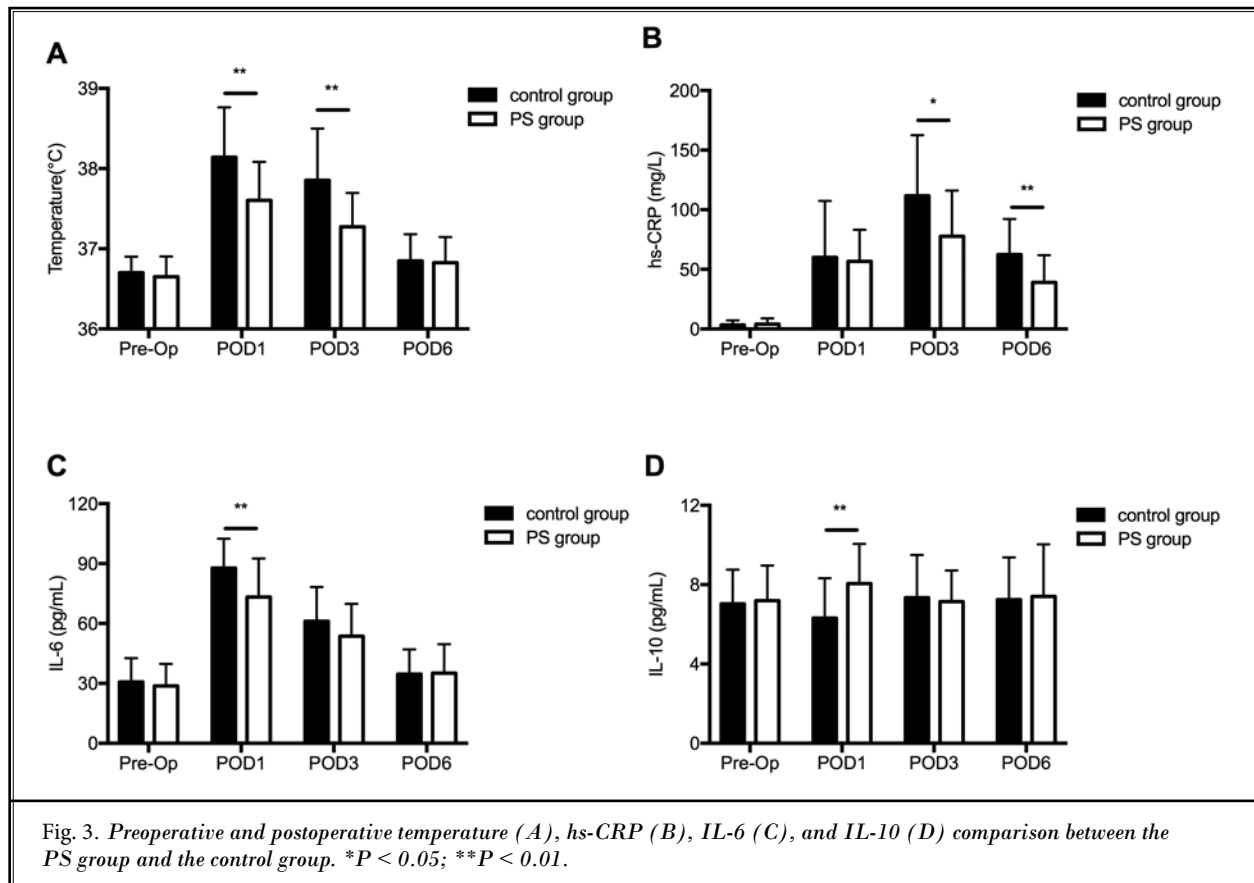 A
**
**
39
38
37
36
Temperature(°C)
control group
PS group
Pre-Op POD1 POD3 POD6
B
*
**
200
150
100
50
0
hs-CRP (mg/L)
control group
PS group
Pre-Op POD1 POD3 POD6
C
**
120
90
60
30
0
IL-6 (pg/mL)
control group
PS group
Pre-Op POD1 POD3 POD6
D
**
12
8
4
0
IL-10 (pg/mL)
control group
PS group
Pre-Op POD1 POD3 POD6
Fig. 3. Preoperative and postoperative temperature (A), hs-CRP (B), IL-6 (C), and IL-10 (D) comparison between the
PS group and the control group. *P < 0.05; **P < 0.01.